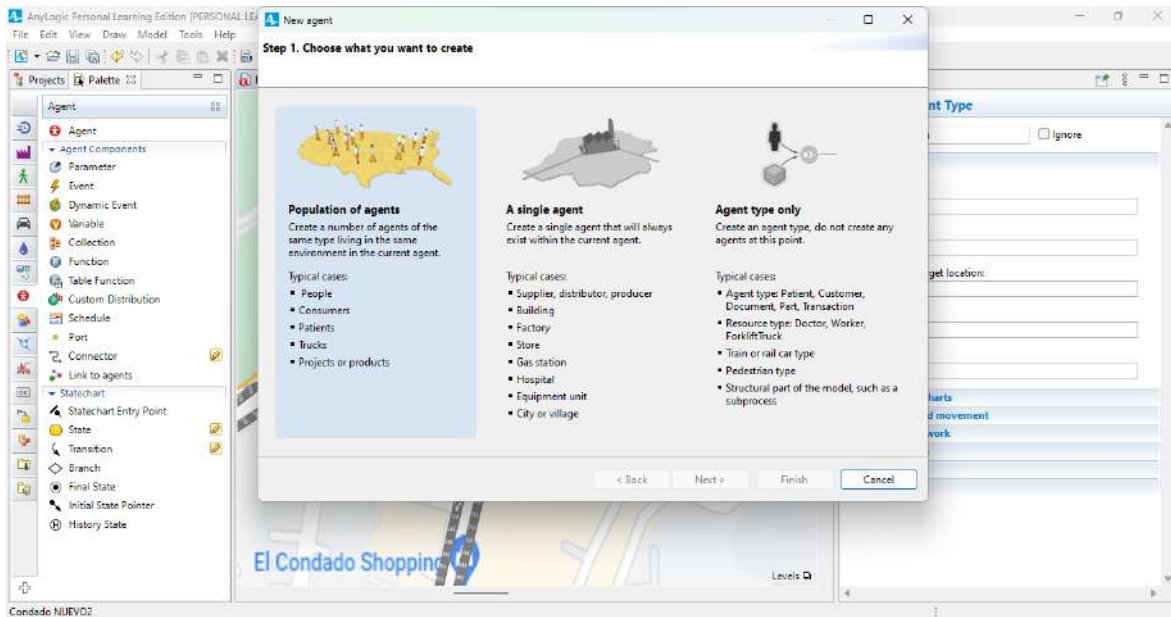 AnyLogic Personal Learning Edition [PERSONAL LE
File Edit View Draw Model Tools Help
Projects Palette
Agent
Agent
Agent Components
Parameter
Event
Dynamic Event
Variable
Collection
Function
Table Function
Custom Distribution
Schedule
Port
Connector
Link to agents
Statechart
Statechart Entry Point
State
Transition
Branch
Final State
Initial State Pointer
History State
New agent
Step 1. Choose what you want to create
Population of agents
Create a number of agents of the
same type living in the same
environment in the current agent.
Typical cases:
People
Consumers
Patients
Trucks
Projects or products
A single agent
Create a single agent that will always
exist within the current agent.
Typical cases:
Supplier, distributor, producer
Building
Factory
Store
Gas station
Hospital
Equipment unit
City or village
Agent type only
Create an agent type, do not create any
agents at this point.
Typical cases:
Agent type: Patient, Customer,
Document, Part, Transaction
Resource type: Doctor, Worker,
ForkliftTruck
Train or rail car type
Pedestrian type
Structural part of the model, such as a
subprocess
< Back Next > Finish Cancel
nt Type
Ignore
get location:
harts
d movement
work
El Condado Shopping
Levels
Condado NUEVO2